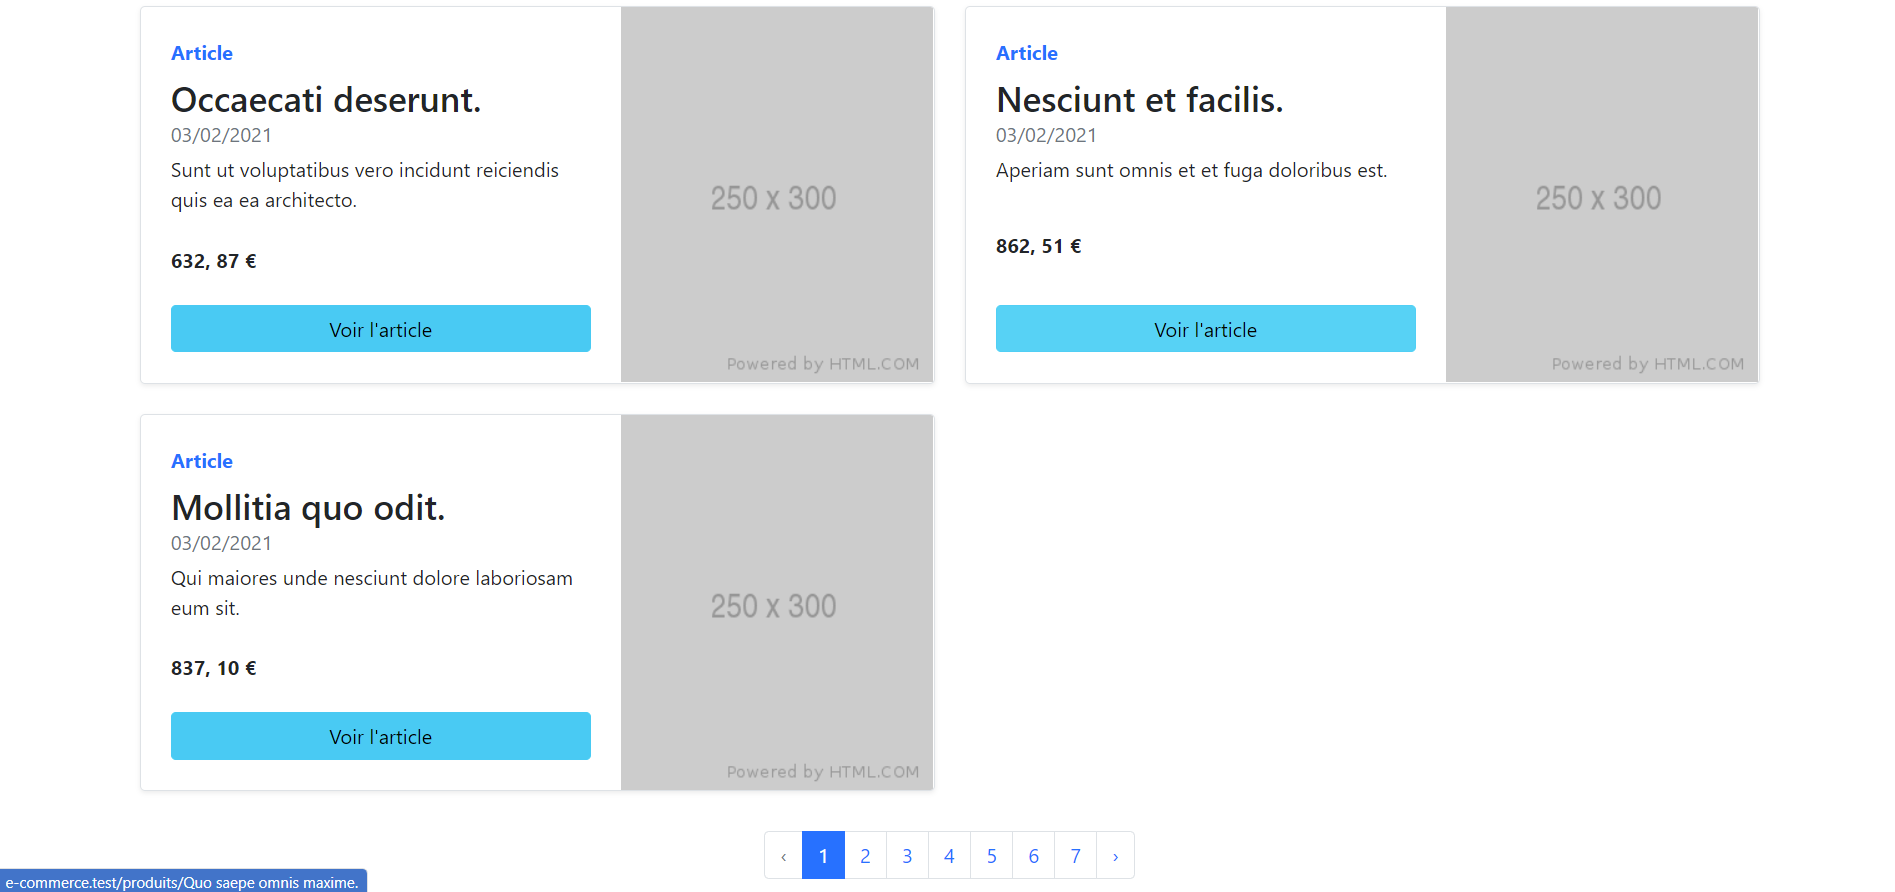 Article
Occaecati deserunt.
03/02/2021
Sunt ut voluptatibus vero incidunt reiciendis
quis ea ea architecto.
632, 87 €
Voir l'article
250 x 300
Powered by HTML.COM
Article
Nesciunt et facilis.
03/02/2021
Aperiam sunt omnis et et fuga doloribus est.
862, 51 €
Voir l'article
250 x 300
Powered by HTML.COM
Article
Mollitia quo odit.
03/02/2021
Qui maiores unde nesciunt dolore laboriosam
eum sit.
837, 10 €
Voir l'article
250 x 300
Powered by HTML.COM
‹ 1 2 3 4 5 6 7 ›
e-commerce.test/produits/Quo saepe omnis maxime.